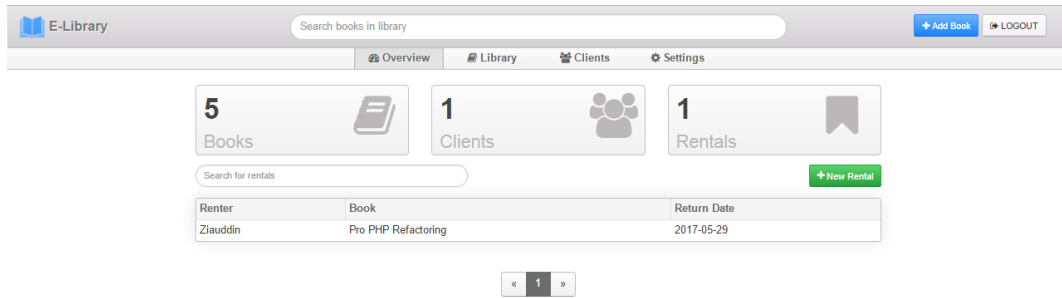 E-Library
Search books in library
Add Book
LOGOUT
Overview Library Clients Settings
5
Books
1
Clients
1
Rentals
Search for rentals
New Rental
Renter Book Return Date
Ziauddin Pro PHP Refactoring 2017-05-29
« 1 »